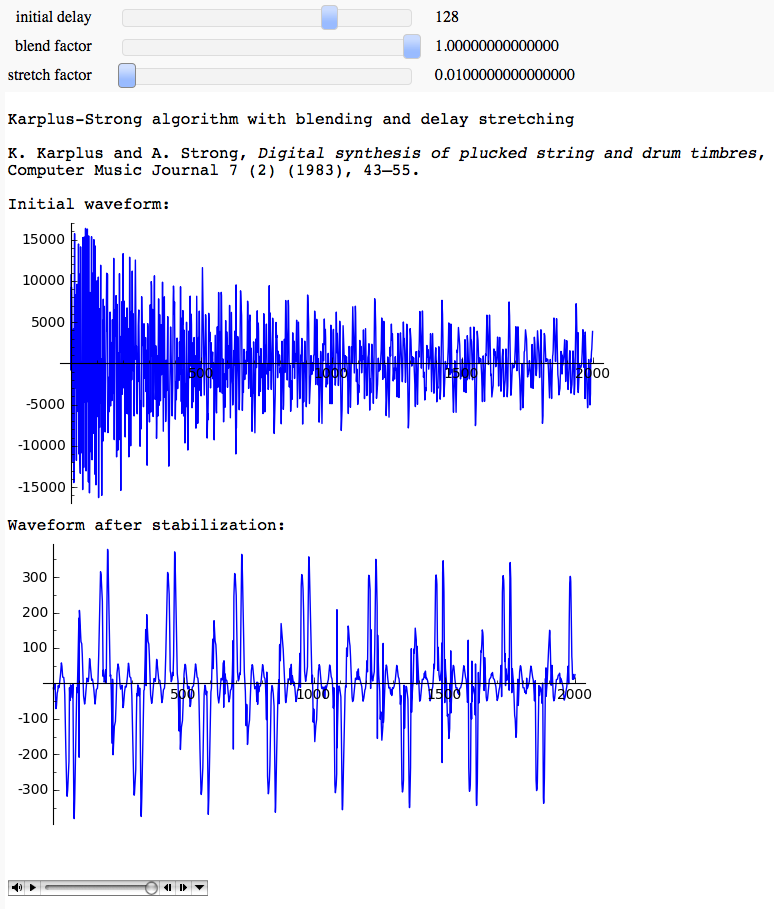 initial delay 128
blend factor 1.00000000000000
stretch factor 0.0100000000000000
Karplus-Strong algorithm with blending and delay stretching
K. Karplus and A. Strong, Digital synthesis of plucked string and drum timbres,
Computer Music Journal 7 (2) (1983), 43–55.
Initial waveform:
15000
10000
5000
500 1000 1500 2000
-5000
-10000
-15000
Waveform after stabilization:
300
200
100
500 1000 1500 2000
-100
-200
-300